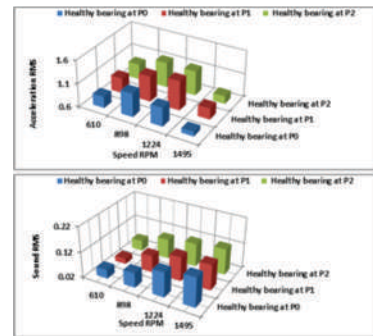 Healthy bearing at P0 Healthy bearing at P1 Healthy bearing at P2
1.6
1.1
0.6
Acceleration RMS
610
898
1224
1495
Speed RPM
Healthy bearing at P2
Healthy bearing at P1
Healthy bearing at P0
Healthy bearing at P0 Healthy bearing at P1 Healthy bearing at P2
0.22
0.12
0.02
Sound RMS
610
898
1224
1495
Speed RPM
Healthy bearing at P2
Healthy bearing at P1
Healthy bearing at P0